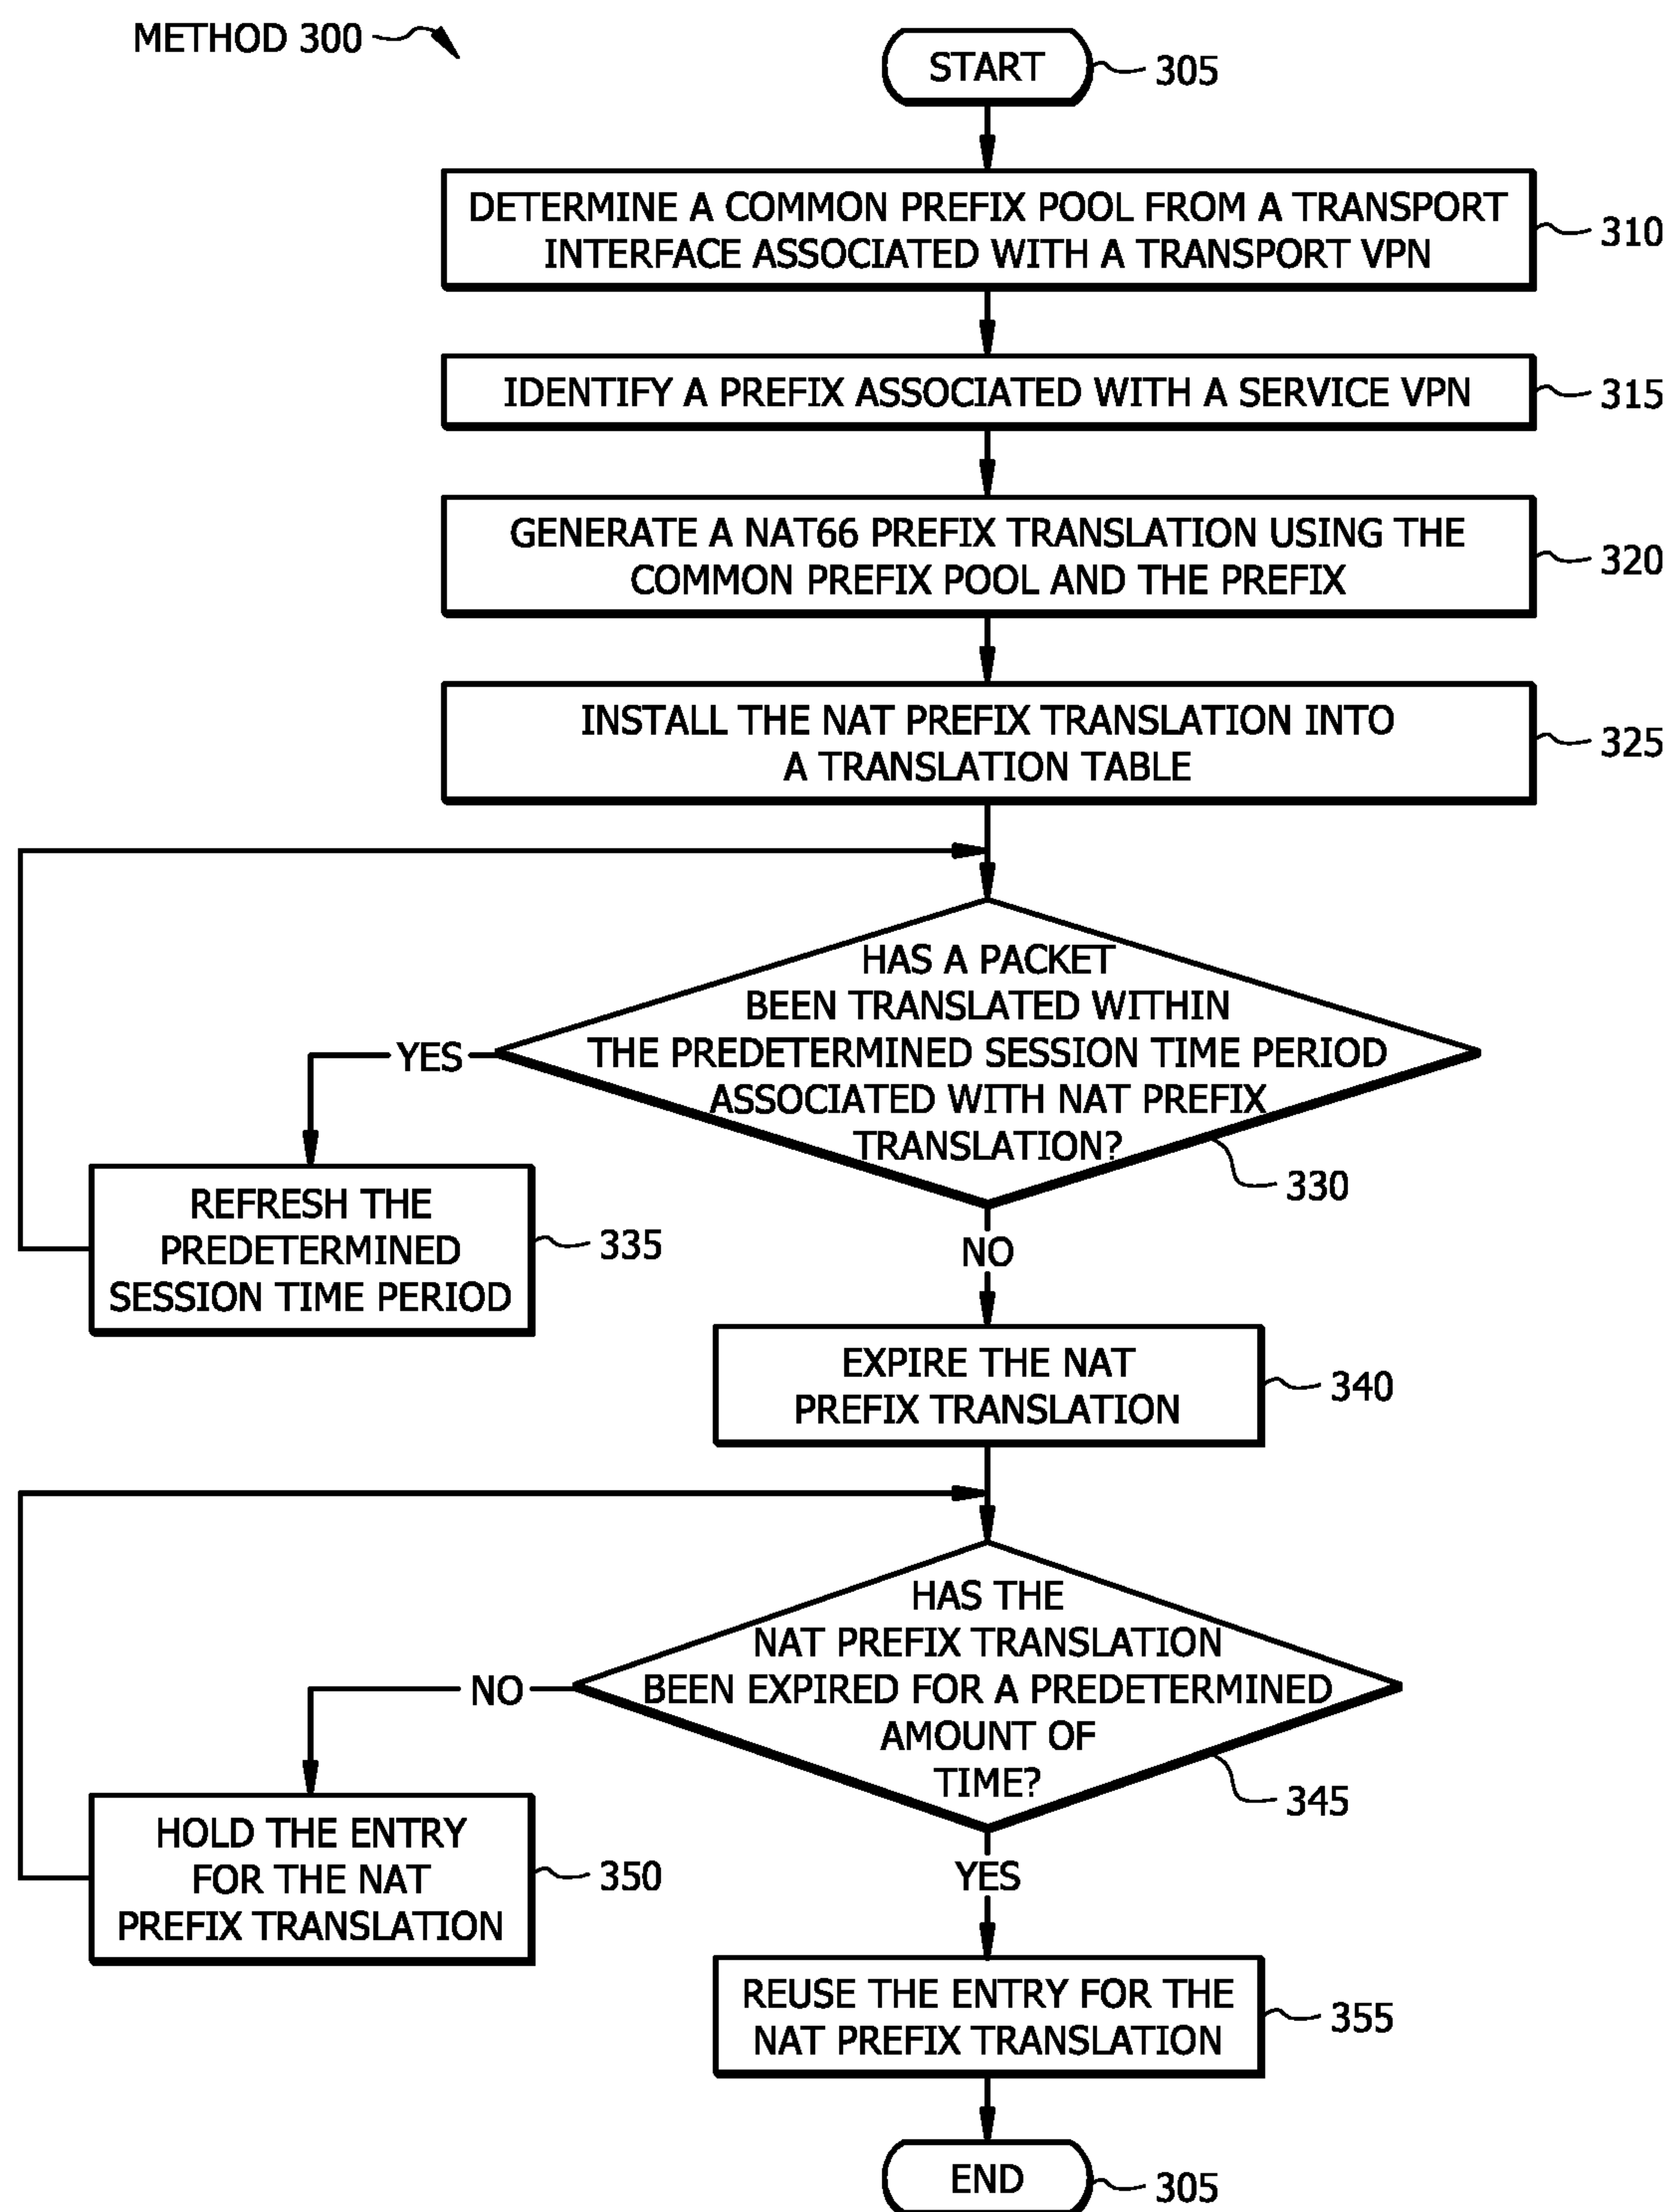 METHOD 300
START
305
DETERMINE A COMMON PREFIX POOL FROM A TRANSPORT
INTERFACE ASSOCIATED WITH A TRANSPORT VPN
310
IDENTIFY A PREFIX ASSOCIATED WITH A SERVICE VPN
315
GENERATE A NAT66 PREFIX TRANSLATION USING THE
COMMON PREFIX POOL AND THE PREFIX
320
INSTALL THE NAT PREFIX TRANSLATION INTO
A TRANSLATION TABLE
325
HAS A PACKET
BEEN TRANSLATED WITHIN
THE PREDETERMINED SESSION TIME PERIOD
ASSOCIATED WITH NAT PREFIX
TRANSLATION?
330
YES
REFRESH THE
PREDETERMINED
SESSION TIME PERIOD
335
NO
EXPIRE THE NAT
PREFIX TRANSLATION
340
HAS THE
NAT PREFIX TRANSLATION
BEEN EXPIRED FOR A PREDETERMINED
AMOUNT OF
TIME?
345
NO
HOLD THE ENTRY
FOR THE NAT
PREFIX TRANSLATION
350
YES
REUSE THE ENTRY FOR THE
NAT PREFIX TRANSLATION
355
END
305